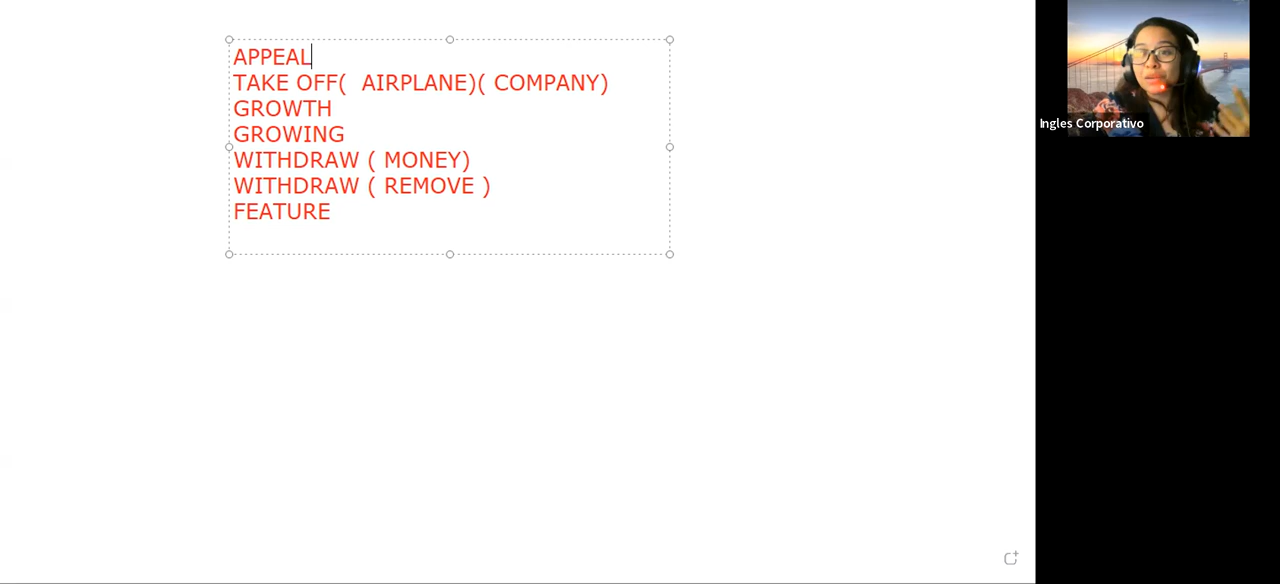 APPEAL
TAKE OFF(  AIRPLANE)( COMPANY)
GROWTH
GROWING
WITHDRAW ( MONEY)
WITHDRAW ( REMOVE )
FEATURE
Ingles Corporativo